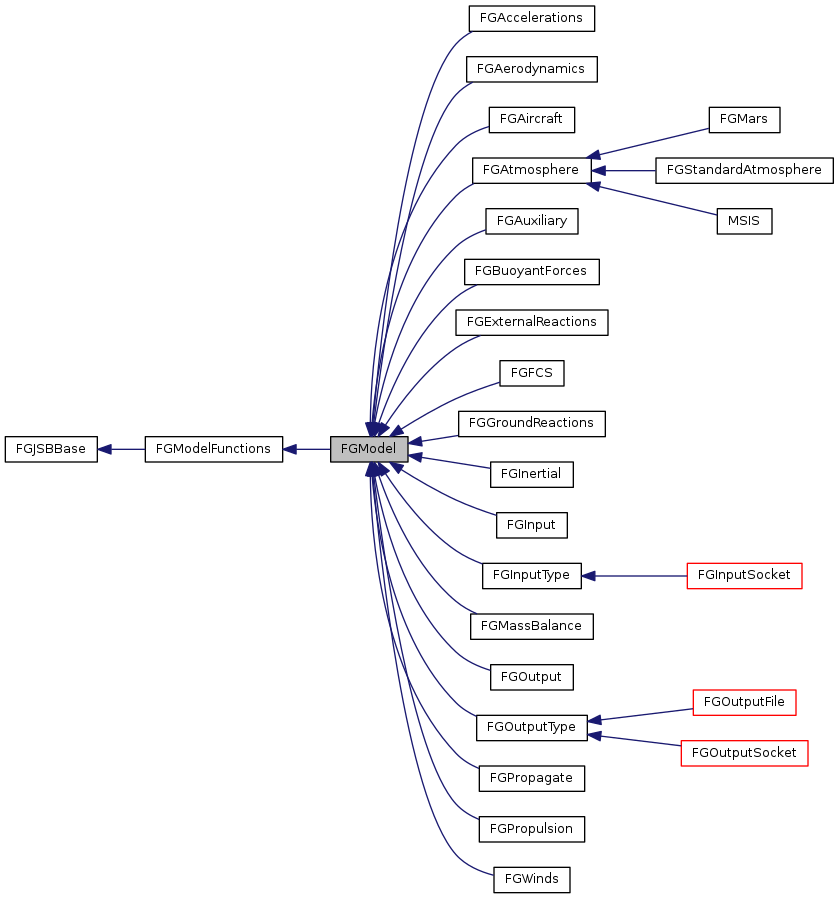 FGAccelerations
FGAerodynamics
FGAircraft
FGMars
FGAtmosphere
FGStandardAtmosphere
FGAuxiliary
MSIS
FGBuoyantForces
FGExternalReactions
FGFCS
FGGroundReactions
FGJSBBase
FGModelFunctions
FGModel
FGInertial
FGInput
FGInputType
FGInputSocket
FGMassBalance
FGOutput
FGOutputFile
FGOutputType
FGOutputSocket
FGPropagate
FGPropulsion
FGWinds